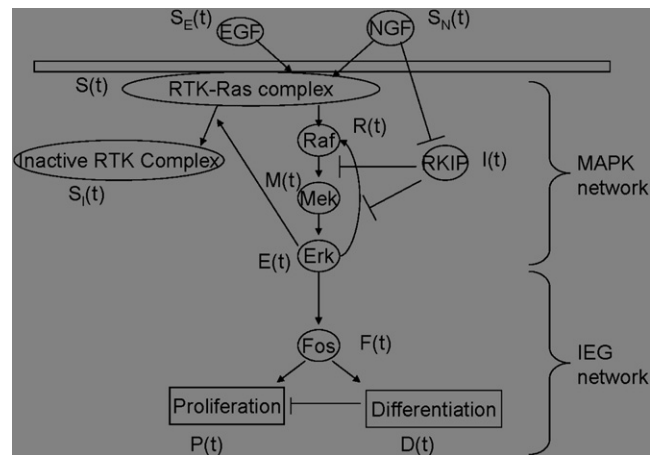 S_E(t) EGF NGF S_N(t)
S(t) RTK-Ras complex
R(t)
Raf
Inactive RTK Complex RKIP I(t) MAPK
network
M(t)
S_I(t) Mek
E(t) Erk
Fos F(t)
IEG
network
Proliferation Differentiation
P(t) D(t)